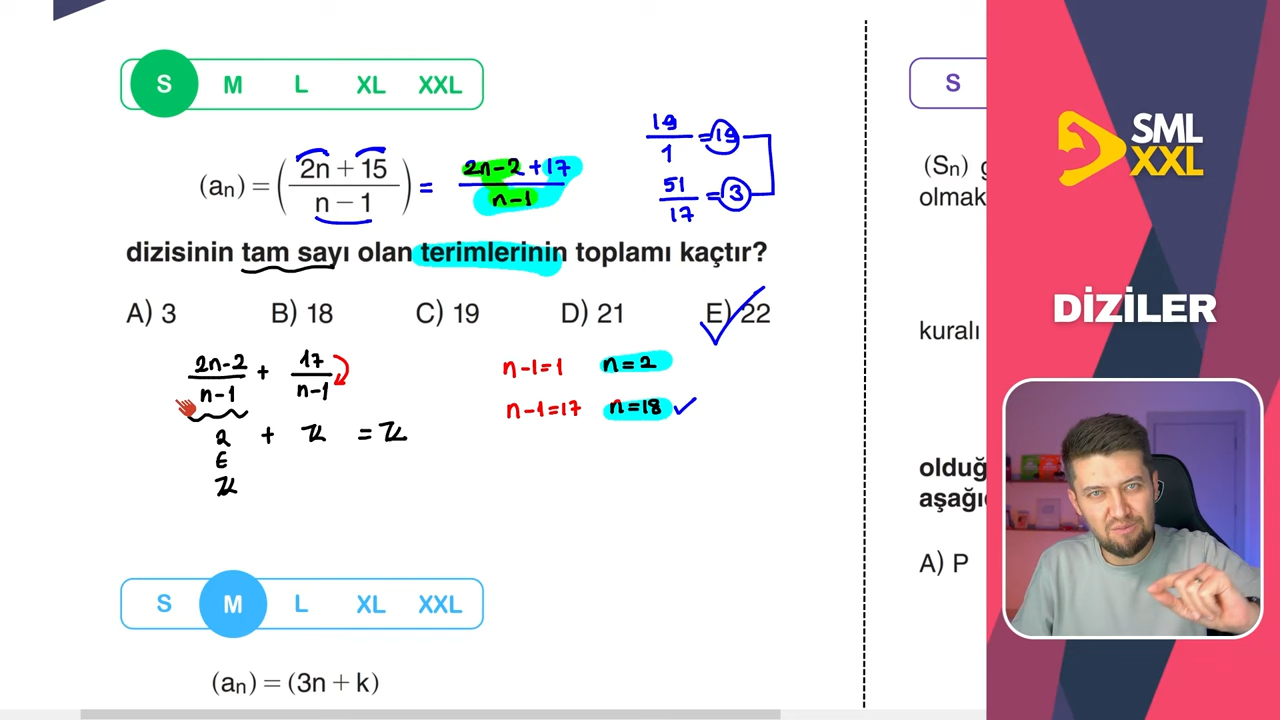 S M L XL XXL
(aₙ) = ( 2n + 15 / n − 1 ) = 2n-2 + 17 / n-1
19/1 = 19
51/17 = 3
dizisinin tam sayı olan terimlerinin toplamı kaçtır?
A) 3 B) 18 C) 19 D) 21 E) 22
2n-2 / n-1 + 17 / n-1
2 + ℤ = ℤ
∈
ℤ
n-1=1 n=2
n-1=17 n=18
S M L XL XXL
(aₙ) = (3n + k)
S
(Sₙ) g
olmak
kuralı
olduğ
aşağı
A) P
SML
XXL
DİZİLER